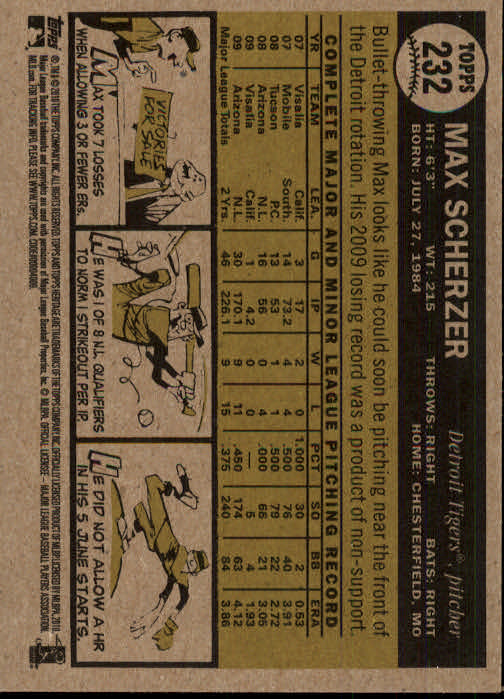 TOPPS
232
MAX SCHERZER
Detroit Tigers®, pitcher
HT: 6'3" WT: 215 THROWS: RIGHT BATS: RIGHT
BORN: JULY 27, 1984 HOME: CHESTERFIELD, MO
Bullet-throwing Max looks like he could soon be pitching near the front of
the Detroit rotation. His 2009 losing record was a product of non-support.
COMPLETE MAJOR AND MINOR LEAGUE PITCHING RECORD
YR TEAM LEA. G IP W L PCT SO BB ERA
07 Visalia Calif. 3 17 2 0 1.000 30 2 0.53
07 Mobile South. 14 73.2 4 4 .500 76 40 3.91
08 Tucson P.C. 13 53 1 1 .500 79 22 2.72
08 Arizona N.L. 16 56 0 4 .000 66 21 3.05
09 Visalia Calif. 1 4.2 0 0 — 5 4 1.93
09 Arizona N.L. 30 170.1 9 11 .450 174 63 4.12
Major League Totals 2 Yrs. 46 226.1 9 15 .375 240 84 3.86
VICTORIES
FOR SALE
MAX TOOK 7 LOSSES
WHEN ALLOWING 3 OR FEWER ERs.
HE WAS 1 OF 8 N.L. QUALIFIERS
TO NORM 1 STRIKEOUT PER IP.
HE DID NOT ALLOW A HR
IN HIS 5 JUNE STARTS.